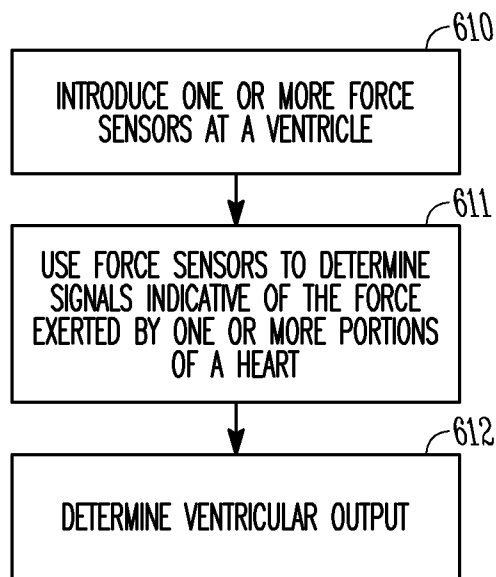 610
INTRODUCE ONE OR MORE FORCE
SENSORS AT A VENTRICLE
611
USE FORCE SENSORS TO DETERMINE
SIGNALS INDICATIVE OF THE FORCE
EXERTED BY ONE OR MORE PORTIONS
OF A HEART
612
DETERMINE VENTRICULAR OUTPUT